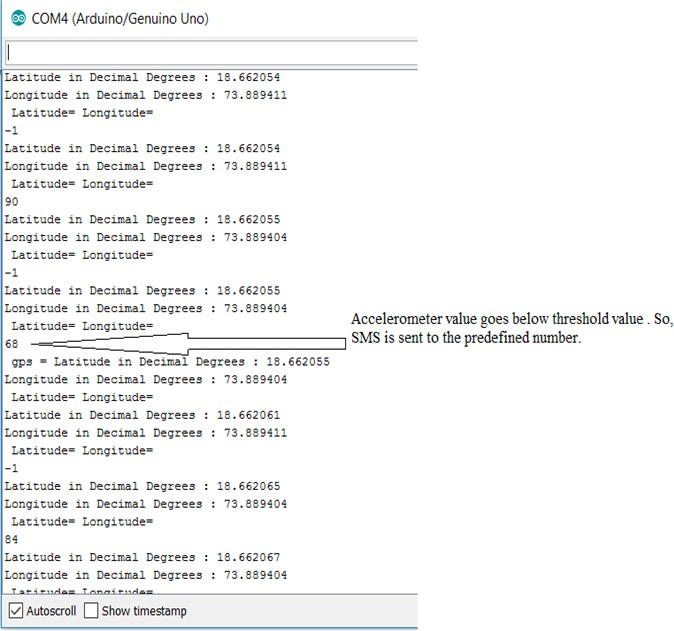 COM4 (Arduino/Genuino Uno)
Latitude in Decimal Degrees : 18.662054
Longitude in Decimal Degrees : 73.889411
Latitude= Longitude=
-1
Latitude in Decimal Degrees : 18.662054
Longitude in Decimal Degrees : 73.889411
Latitude= Longitude=
90
Latitude in Decimal Degrees : 18.662055
Longitude in Decimal Degrees : 73.889404
Latitude= Longitude=
-1
Latitude in Decimal Degrees : 18.662055
Longitude in Decimal Degrees : 73.889404
Latitude= Longitude=
68
Accelerometer value goes below threshold value . So,
SMS is sent to the predefined number.
gps = Latitude in Decimal Degrees : 18.662055
Longitude in Decimal Degrees : 73.889404
Latitude= Longitude=
Latitude in Decimal Degrees : 18.662061
Longitude in Decimal Degrees : 73.889411
Latitude= Longitude=
-1
Latitude in Decimal Degrees : 18.662065
Longitude in Decimal Degrees : 73.889404
Latitude= Longitude=
84
Latitude in Decimal Degrees : 18.662067
Longitude in Decimal Degrees : 73.889404
Latitude= Longitude=
Autoscroll Show timestamp